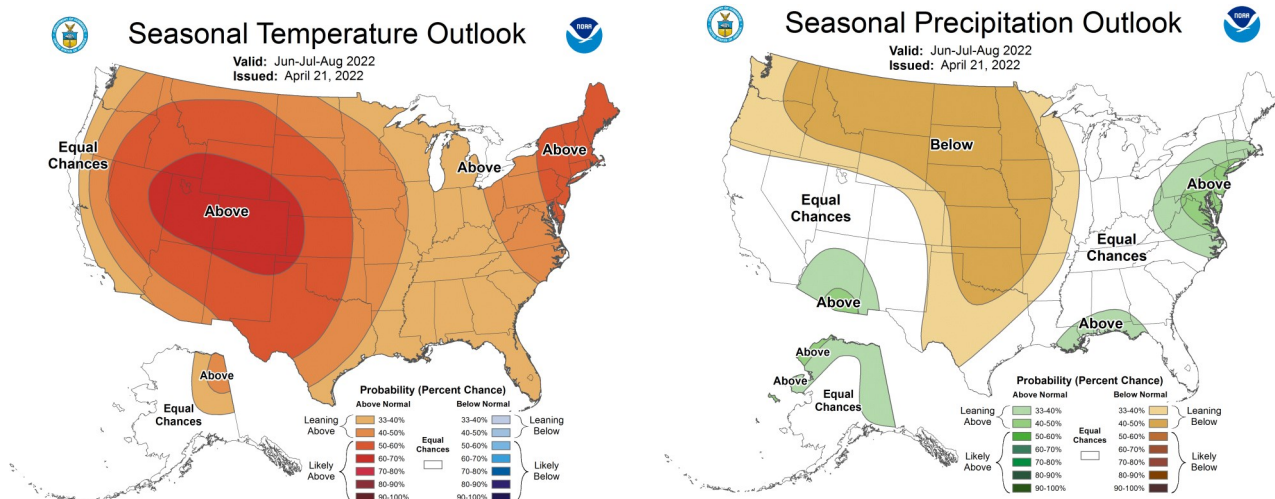 Seasonal Temperature Outlook
NOAA
Valid: Jun-Jul-Aug 2022
Issued: April 21, 2022
Equal
Chances
Above
Above
Above
Above
Equal
Chances
Probability (Percent Chance)
Above Normal
Below Normal
Leaning
Above
33-40%
40-50%
50-60%
60-70%
70-80%
80-90%
90-100%
Likely
Above
Equal
Chances
33-40%
40-50%
50-60%
60-70%
70-80%
80-90%
90-100%
Leaning
Below
Likely
Below
Seasonal Precipitation Outlook
NOAA
Valid: Jun-Jul-Aug 2022
Issued: April 21, 2022
Below
Above
Equal
Chances
Equal
Chances
Above
Above
Above
Above
Equal
Chances
Probability (Percent Chance)
Above Normal
Below Normal
Leaning
Above
33-40%
40-50%
50-60%
60-70%
70-80%
80-90%
90-100%
Likely
Above
Equal
Chances
33-40%
40-50%
50-60%
60-70%
70-80%
80-90%
90-100%
Leaning
Below
Likely
Below